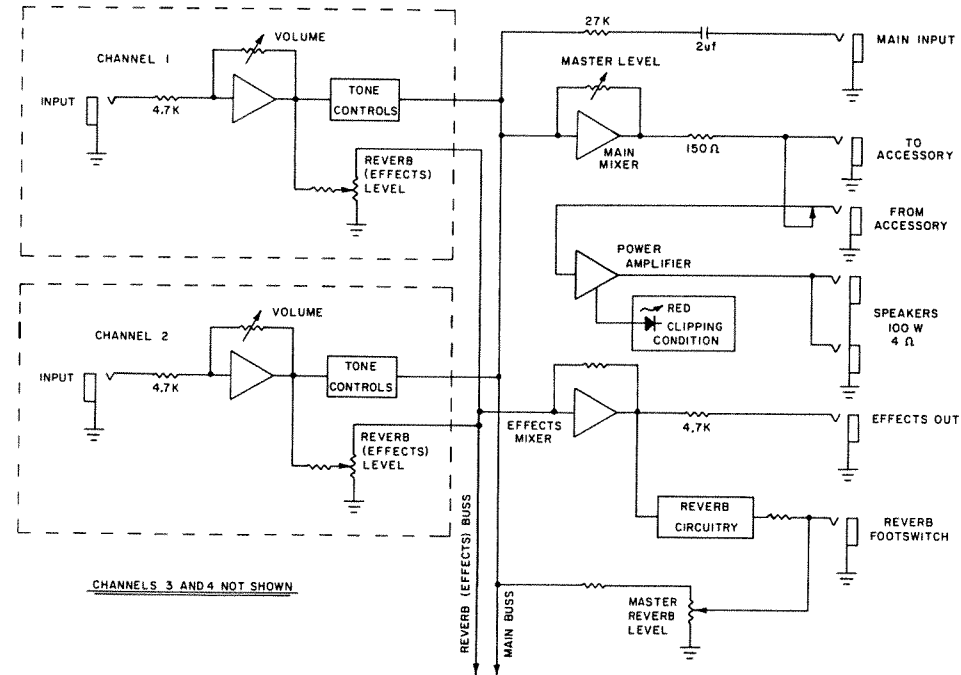 CHANNEL 1
VOLUME
INPUT
4.7K
TONE
CONTROLS
REVERB
(EFFECTS)
LEVEL
CHANNEL 2
VOLUME
INPUT
4.7K
TONE
CONTROLS
REVERB
(EFFECTS)
LEVEL
CHANNELS 3 AND 4 NOT SHOWN
REVERB (EFFECTS) BUSS
MAIN BUSS
27K
2uf
MAIN INPUT
MASTER LEVEL
MAIN
MIXER
150Ω
TO
ACCESSORY
FROM
ACCESSORY
POWER
AMPLIFIER
RED
CLIPPING
CONDITION
SPEAKERS
100 W
4 Ω
EFFECTS
MIXER
4.7K
EFFECTS OUT
REVERB
CIRCUITRY
REVERB
FOOTSWITCH
MASTER
REVERB
LEVEL